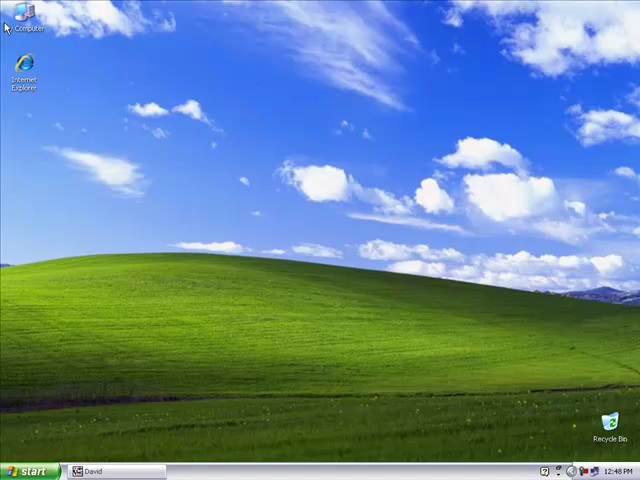 Computer
Internet
Explorer
Recycle Bin
start
David
12:48 PM